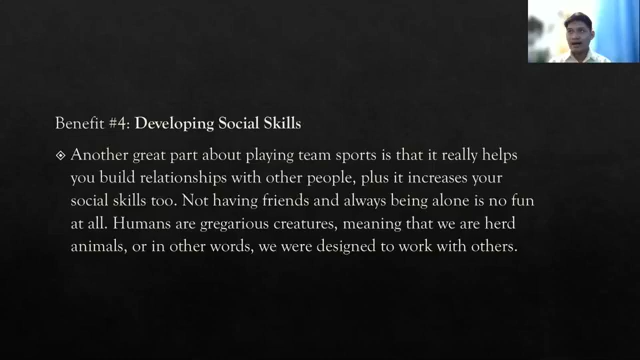 Benefit #4: Developing Social Skills
Another great part about playing team sports is that it really helps
you build relationships with other people, plus it increases your
social skills too. Not having friends and always being alone is no fun
at all. Humans are gregarious creatures, meaning that we are herd
animals, or in other words, we were designed to work with others.